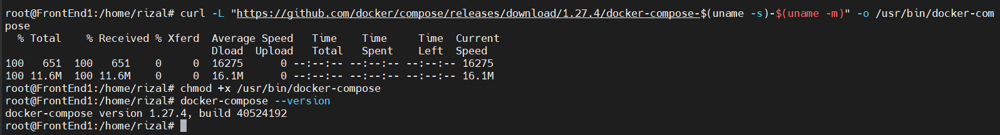 root@FrontEnd1:/home/rizal# curl -L "https://github.com/docker/compose/releases/download/1.27.4/docker-compose-$(uname -s)-$(uname -m)" -o /usr/bin/docker-com
pose
  % Total    % Received % Xferd  Average Speed   Time    Time     Time  Current
                                 Dload  Upload   Total   Spent    Left  Speed
100   651  100   651    0     0  16275      0 --:--:-- --:--:-- --:--:-- 16275
100 11.6M  100 11.6M    0     0  16.1M      0 --:--:-- --:--:-- --:--:-- 16.1M
root@FrontEnd1:/home/rizal# chmod +x /usr/bin/docker-compose
root@FrontEnd1:/home/rizal# docker-compose --version
docker-compose version 1.27.4, build 40524192
root@FrontEnd1:/home/rizal#